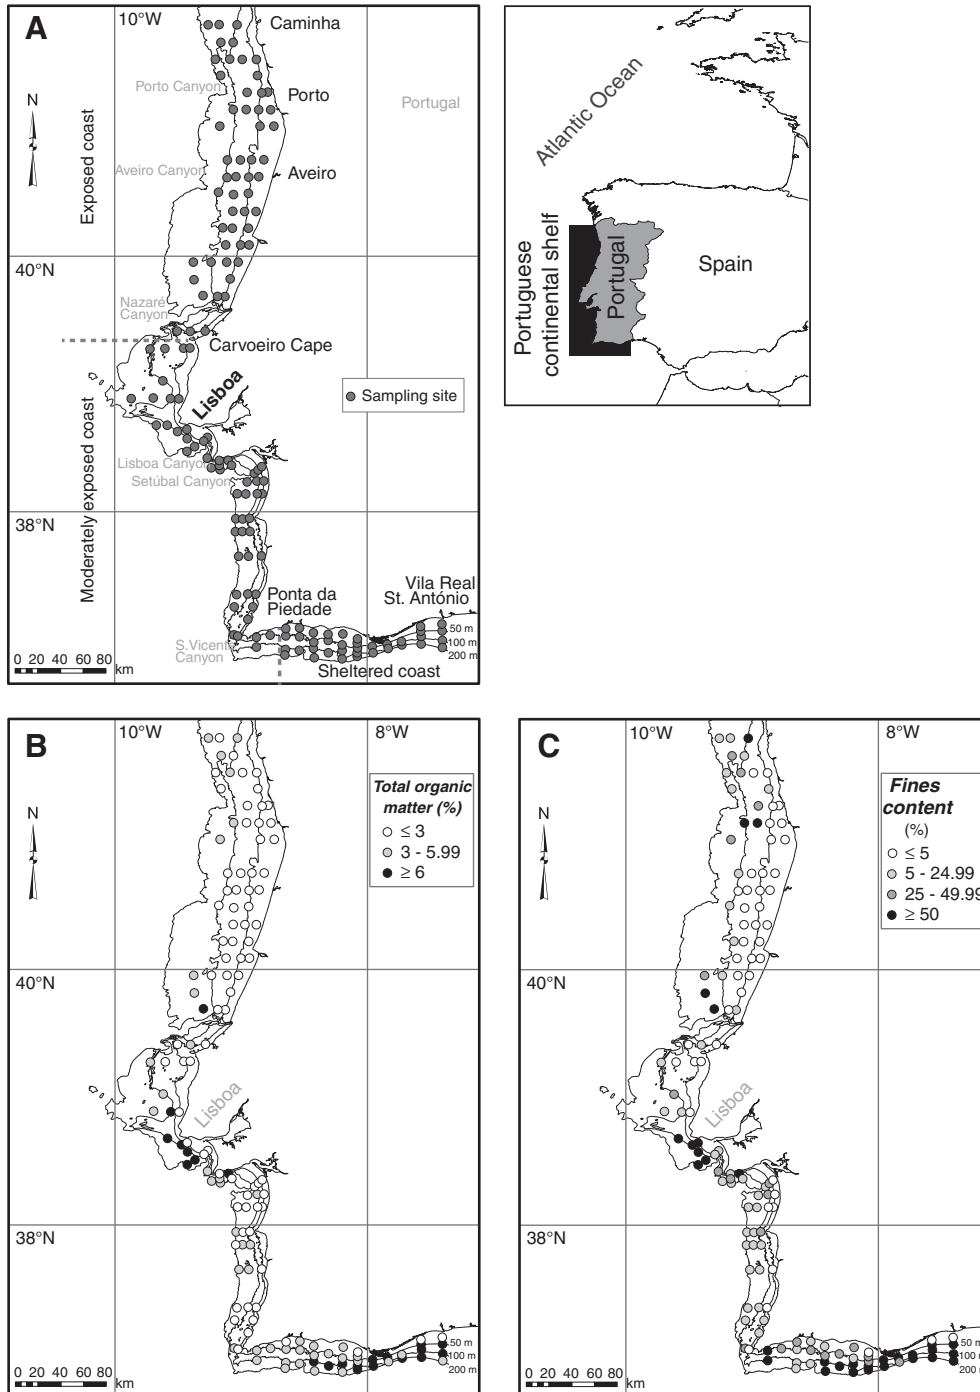 A
10°W
Caminha
Porto Canyon
Porto
Portugal
N
Exposed coast
Aveiro Canyon
Aveiro
40°N
Nazaré
Canyon
Carvoeiro Cape
Lisboa
Sampling site
Moderately exposed coast
Lisboa Canyon
Setúbal Canyon
38°N
Ponta da
Piedade
Vila Real
St. António
50 m
100 m
200 m
S.Vicente
Canyon
Sheltered coast
0 20 40 60 80
km
Atlantic Ocean
Portuguese
continental shelf
Portugal
Spain
B
10°W
8°W
N
Total organic
matter (%)
≤ 3
3 - 5.99
≥ 6
40°N
Lisboa
38°N
50 m
100 m
200 m
0 20 40 60 80
km
C
10°W
8°W
N
Fines
content
(%)
≤ 5
5 - 24.99
25 - 49.99
≥ 50
40°N
Lisboa
38°N
50 m
100 m
200 m
0 20 40 60 80
km